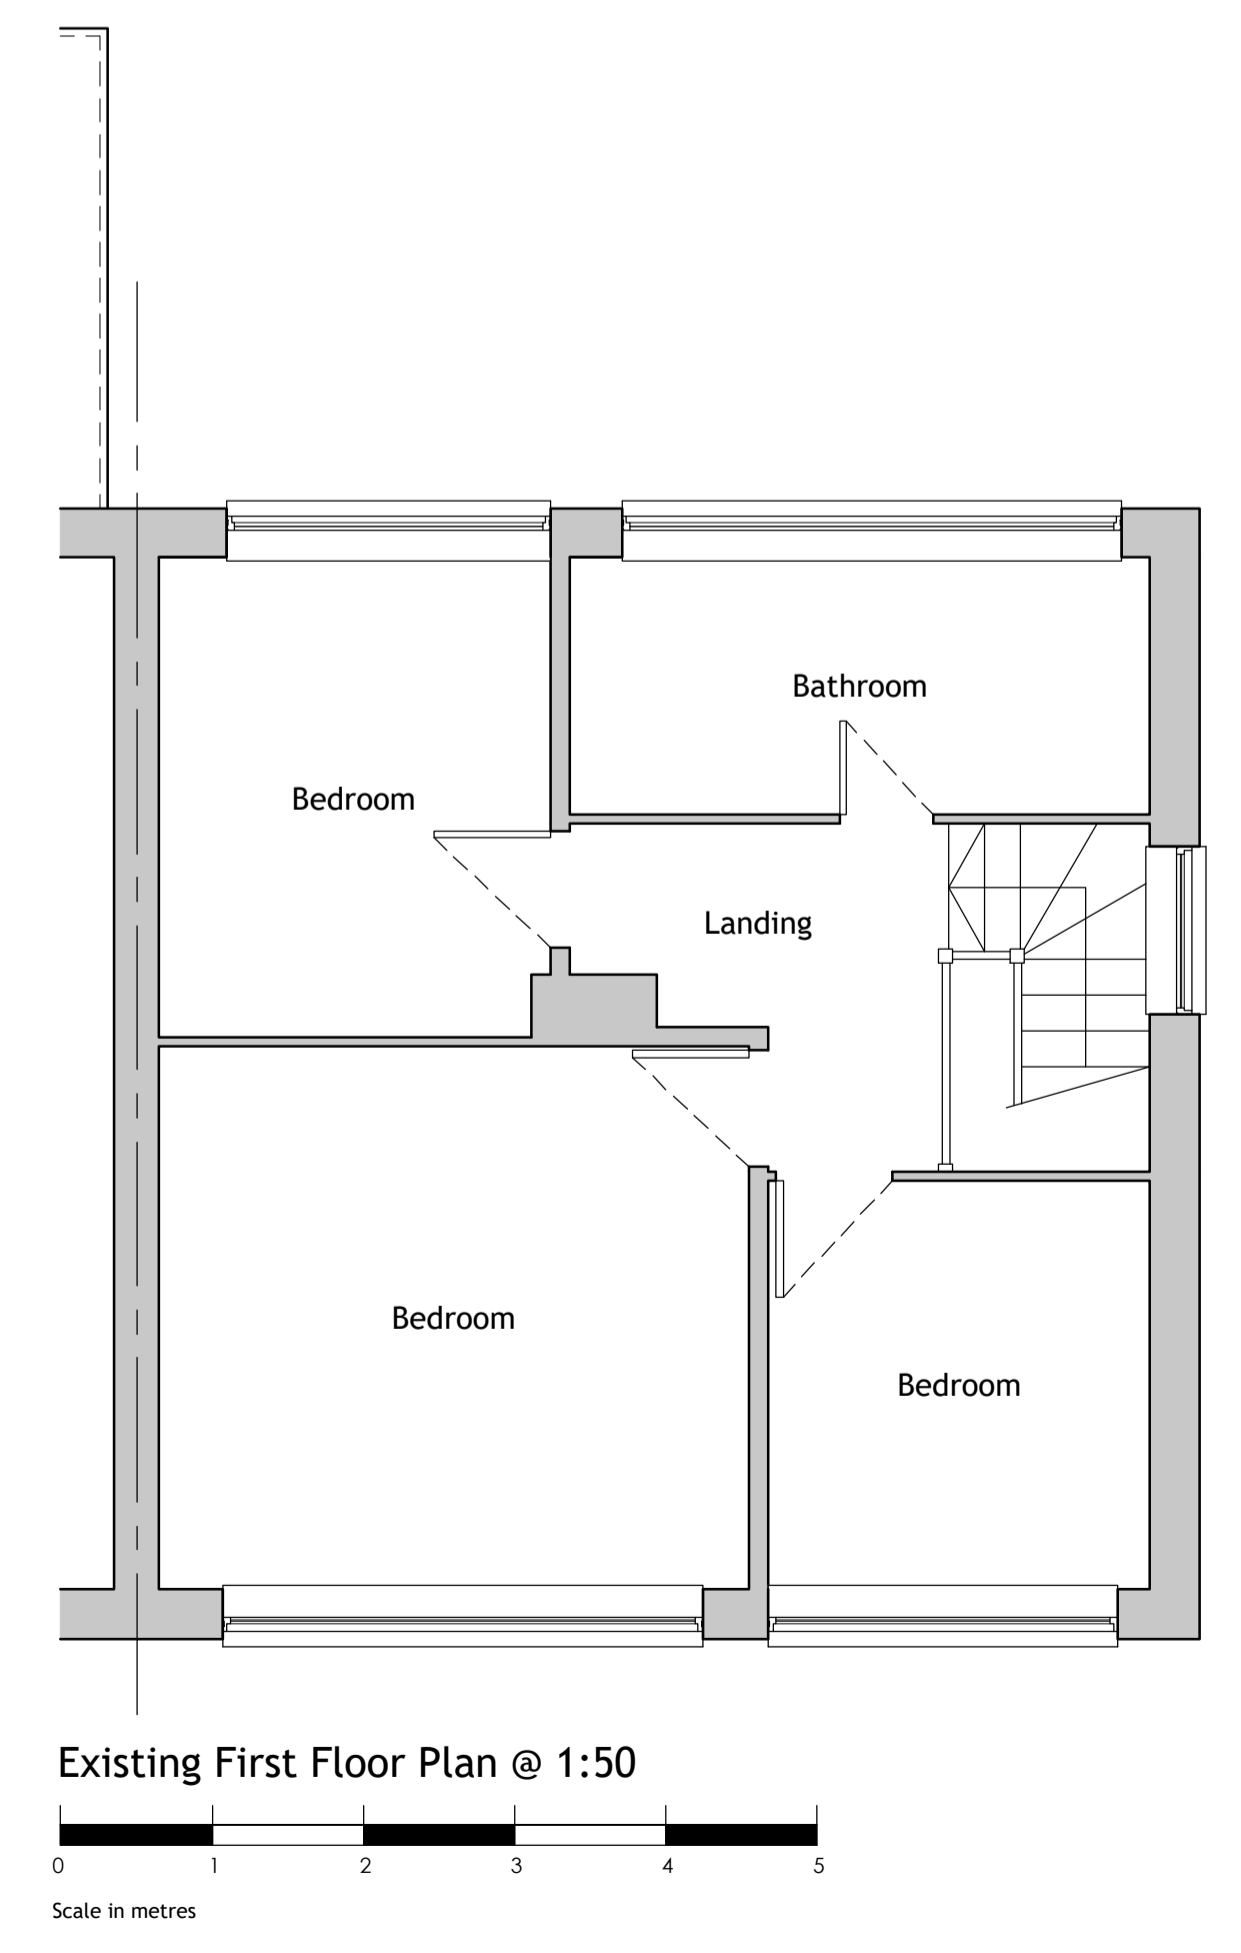 Bathroom
Bedroom
Landing
Bedroom
Bedroom
Existing First Floor Plan @ 1:50
0 1 2 3 4 5
Scale in metres